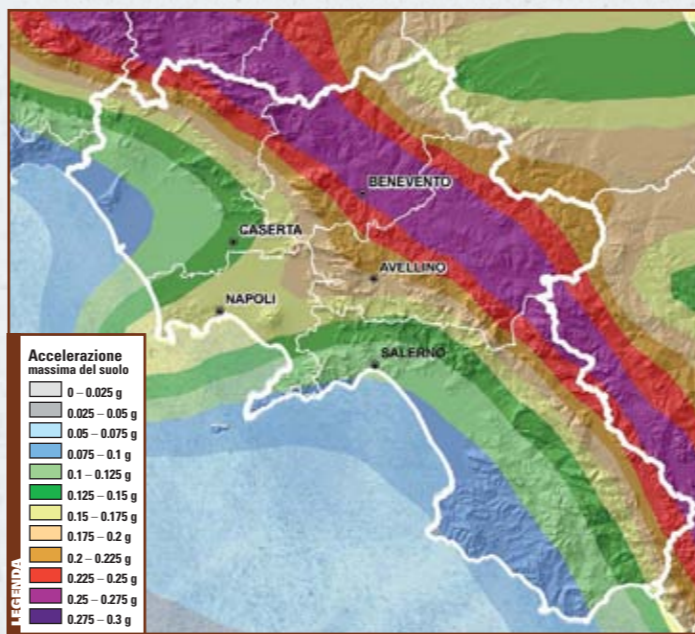 BENEVENTO
CASERTA
AVELLINO
NAPOLI
SALERNO
LEGENDA
Accelerazione
massima del suolo
0 – 0.025 g
0.025 – 0.05 g
0.05 – 0.075 g
0.075 – 0.1 g
0.1 – 0.125 g
0.125 – 0.15 g
0.15 – 0.175 g
0.175 – 0.2 g
0.2 – 0.225 g
0.225 – 0.25 g
0.25 – 0.275 g
0.275 – 0.3 g